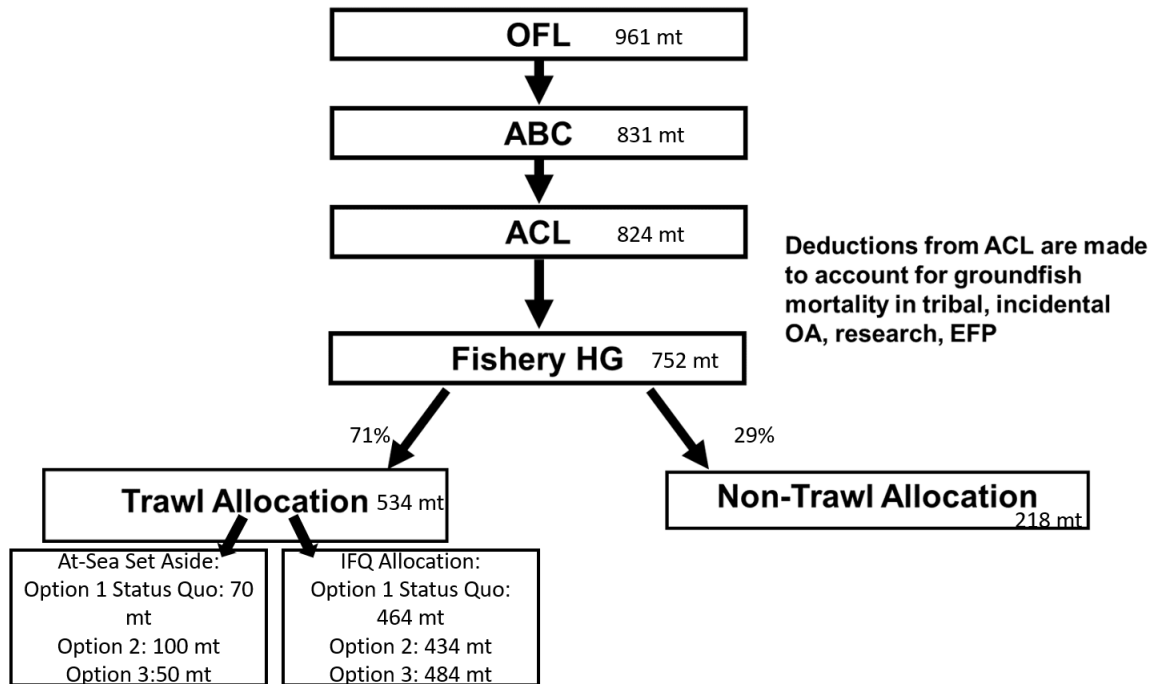 OFL 961 mt
ABC 831 mt
ACL 824 mt
Deductions from ACL are made
to account for groundfish
mortality in tribal, incidental
OA, research, EFP
Fishery HG 752 mt
71%
29%
Trawl Allocation 534 mt
Non-Trawl Allocation
218 mt
At-Sea Set Aside:
Option 1 Status Quo: 70
mt
Option 2: 100 mt
Option 3:50 mt
IFQ Allocation:
Option 1 Status Quo:
464 mt
Option 2: 434 mt
Option 3: 484 mt